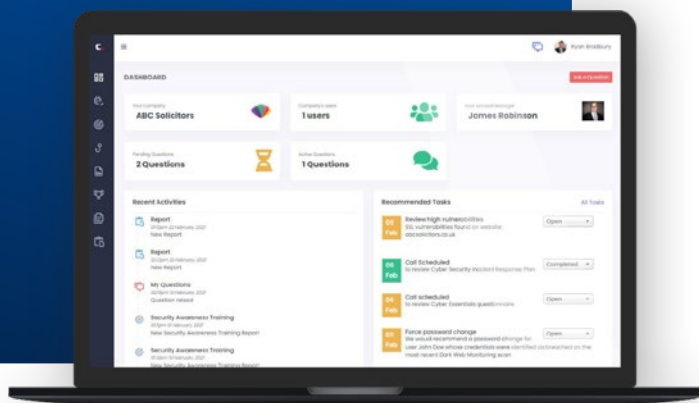 C.
Ryan Bradbury
DASHBOARD
Ask a Question
Your Company
ABC Solicitors
Company's users
1 users
Your account manager
James Robinson
Pending Questions
2 Questions
Active Questions
1 Questions
Recent Activities
Report
New Report
Report
New Report
My Questions
Question raised
Security Awareness Training
New Security Awareness Training Report
Security Awareness Training
New Security Awareness Training Report
Recommended Tasks
All Tasks
Feb
Review high vulnerabilities
SSL vulnerabilities found on website
abcsolicitors.co.uk
Open
Feb
Call Scheduled
to review Cyber Security Incident Response Plan
Completed
Feb
Call scheduled
to review Cyber Essentials questionnaire
Open
Feb
Force password change
We would recommend a password change for
user John Doe whose credentials were identified as breached on the
most recent Dark Web Monitoring scan
Open